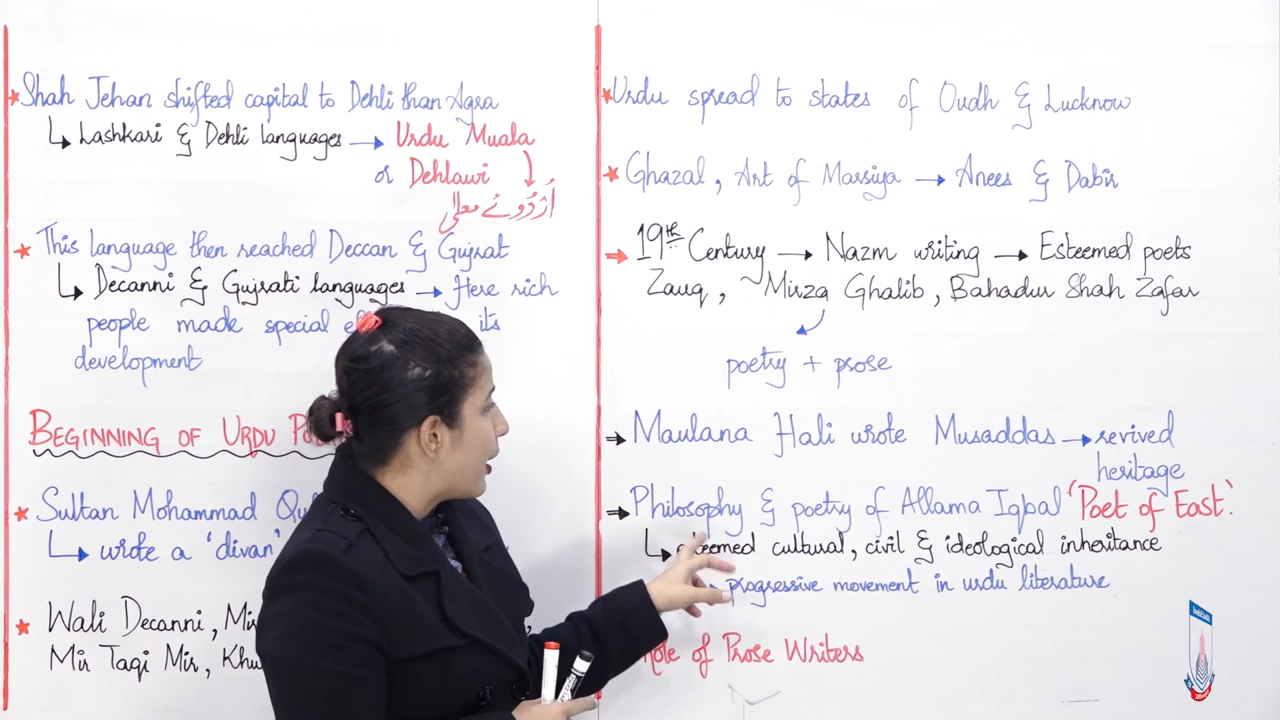 ★Shah Jehan shifted capital to Dehli than Agra
↳ Lashkari & Dehli languages → Urdu Muala
or Dehlawi
اُرْدُوئے معلٰی
★ This language then reached Deccan & Gujrat
↳ Decanni & Gujrati languages → Here rich
people made special its
development
BEGINNING OF URDU
★ Sultan Mohammad
↳ wrote a 'divan'
★ Wali Decanni,
Mir Taqi Mir,
★Urdu spread to states of Oudh & Lucknow
★ Ghazal, Art of Marsiya → Anees & Dabir
→ 19th Century → Nazm writing → Esteemed poets
Zauq, Mirza Ghalib, Bahadur Shah Zafar
poetry + prose
→ Maulana Hali wrote Musaddas → revived
heritage
→ Philosophy & poetry of Allama Iqbal 'Poet of East'.
↳ esteemed cultural, civil & ideological inheritance
progressive movement in urdu literature
Role of Prose Writers